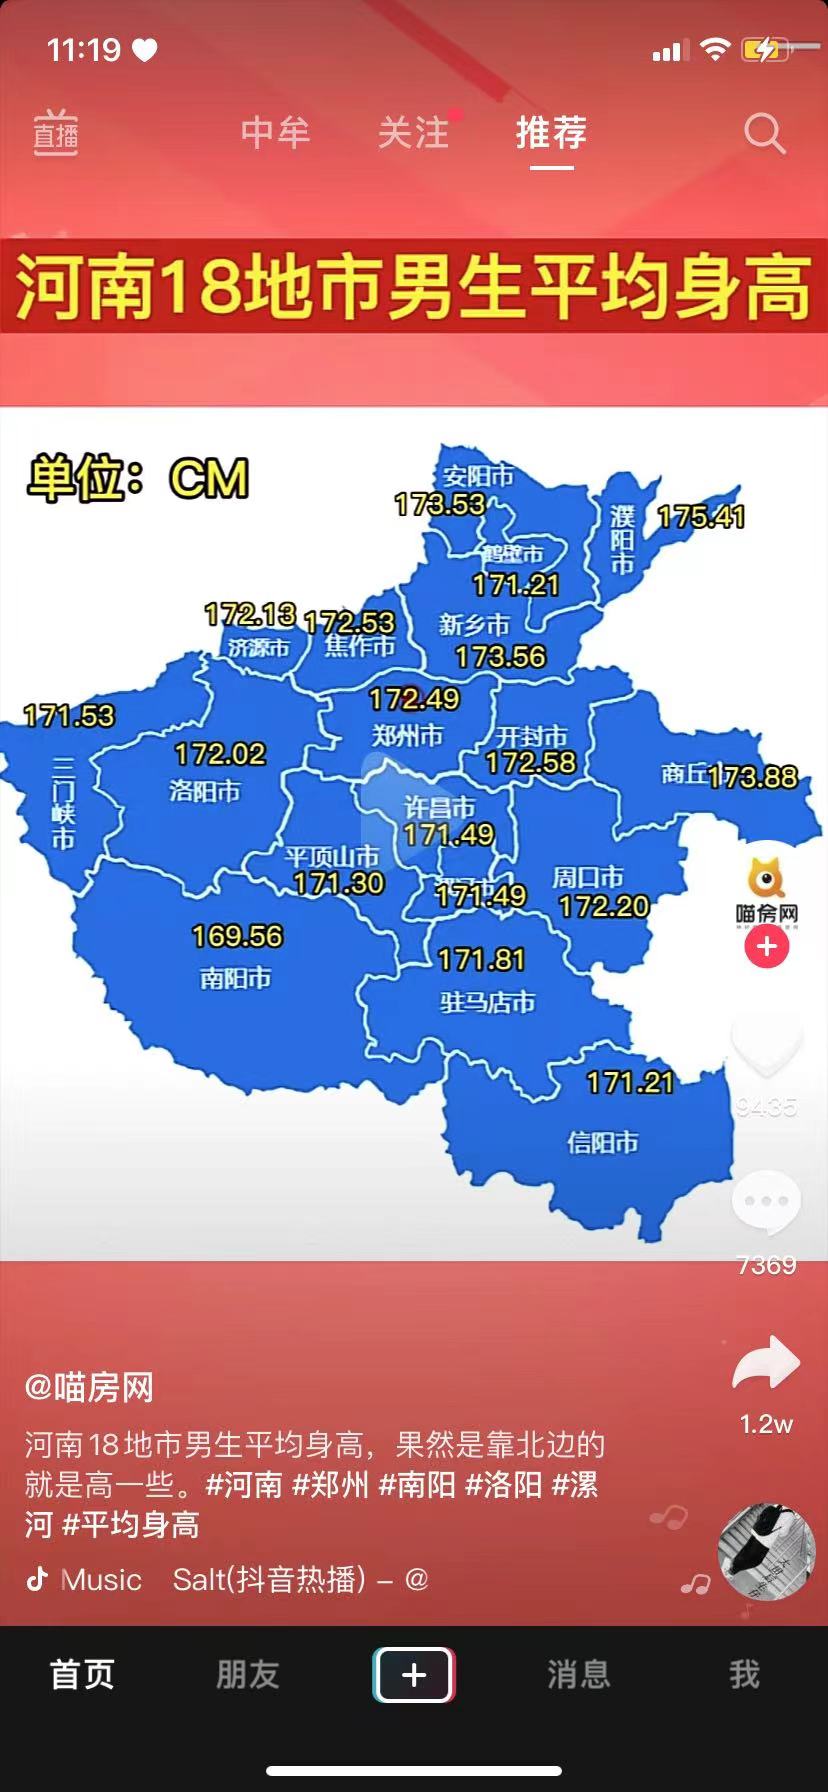 11:19
直播
中牟
关注
推荐
河南18地市男生平均身高
单位：CM
安阳市
173.53
濮阳市
175.41
鹤壁市
171.21
172.13
172.53
新乡市
济源市
焦作市
173.56
171.53
172.49
郑州市
开封市
172.02
172.58
三门峡市
洛阳市
商丘
173.88
许昌市
171.49
平顶山市
171.30
周口市
171.49
172.20
喵房网
169.56
南阳市
171.81
驻马店市
171.21
信阳市
9435
7369
1.2w
@喵房网
河南18地市男生平均身高，果然是靠北边的
就是高一些。#河南 #郑州 #南阳 #洛阳 #漯
河 #平均身高
Music Salt(抖音热播) - @
首页
朋友
消息
我